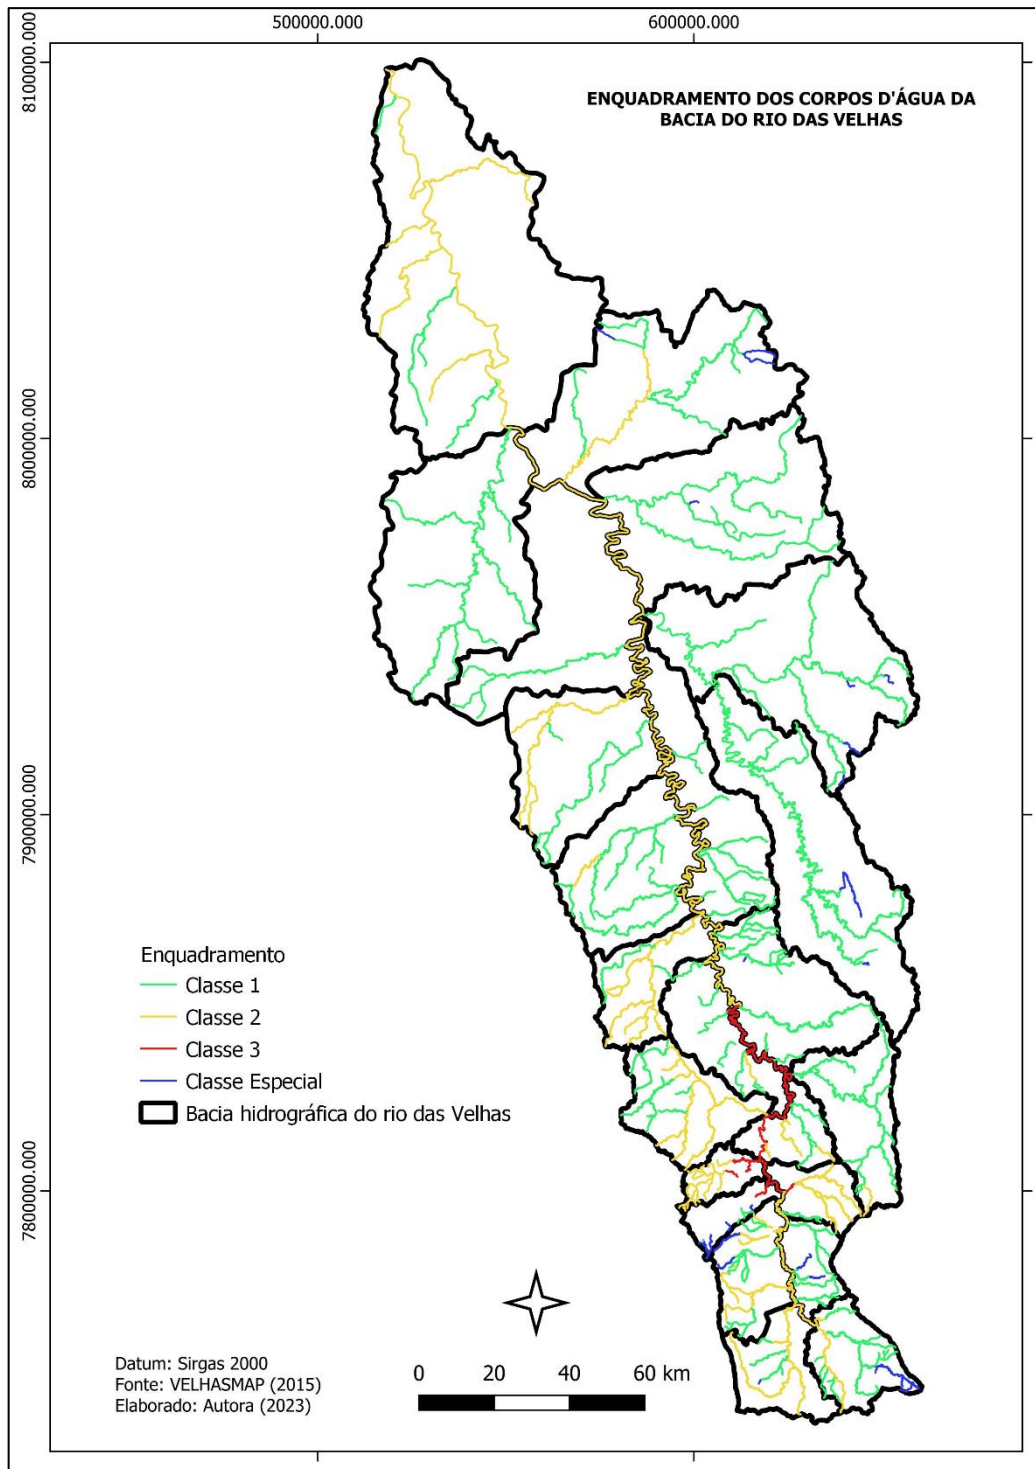 500000.000 600000.000
8100000.000
8000000.000
7900000.000
7800000.000
ENQUADRAMENTO DOS CORPOS D'ÁGUA DA
BACIA DO RIO DAS VELHAS
Enquadramento
Classe 1
Classe 2
Classe 3
Classe Especial
Bacia hidrográfica do rio das Velhas
Datum: Sirgas 2000
Fonte: VELHASMAP (2015)
Elaborado: Autora (2023)
0 20 40 60 km